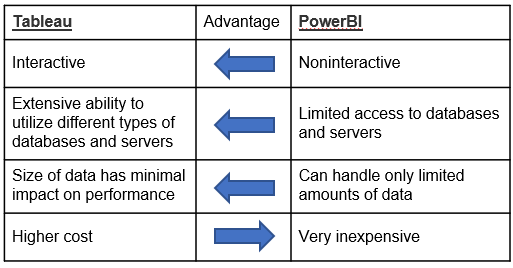 Tableau Advantage PowerBI
Interactive Noninteractive
Extensive ability to
utilize different types of
databases and servers
Limited access to databases
and servers
Size of data has minimal
impact on performance
Can handle only limited
amounts of data
Higher cost Very inexpensive